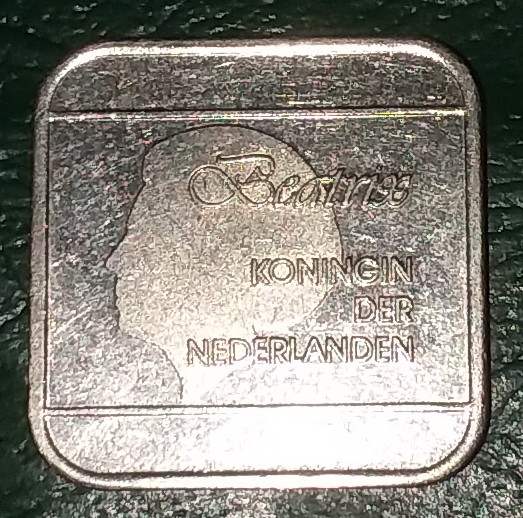 Beatrix
KONINGIN
DER
NEDERLANDEN